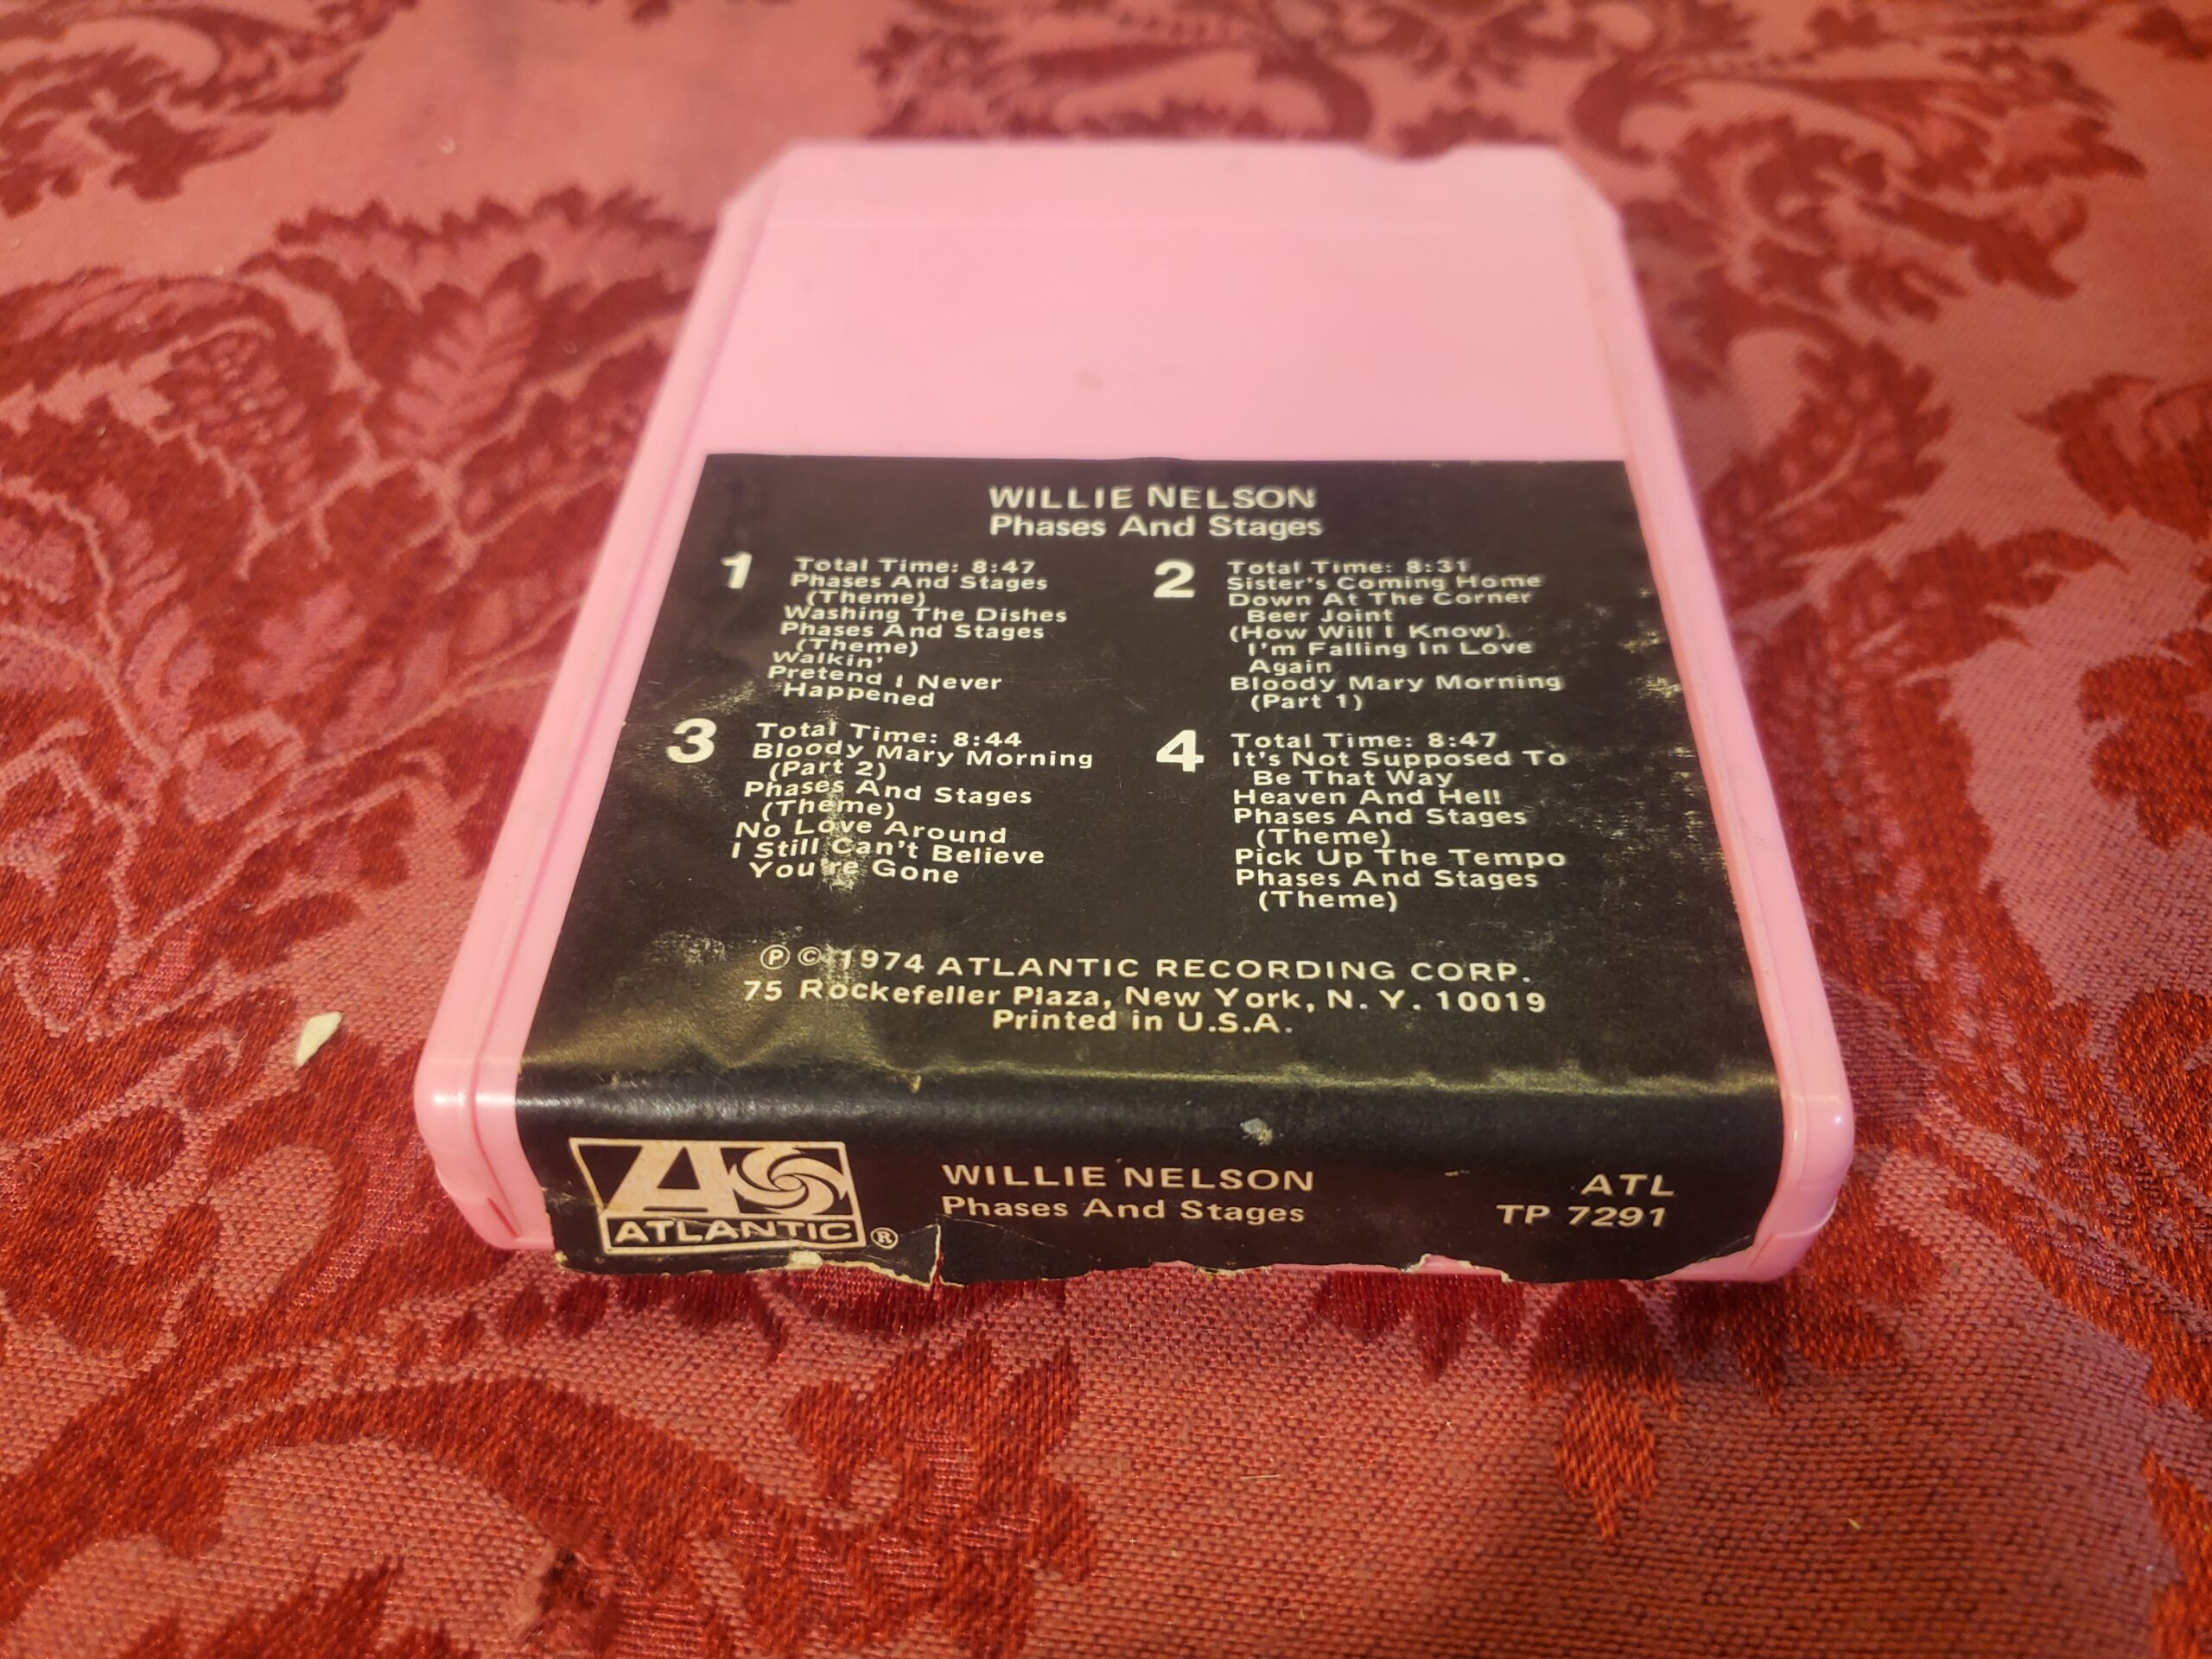 WILLIE NELSON
Phases And Stages
1
Total Time: 8:47
Phases And Stages
(Theme)
Washing The Dishes
Phases And Stages
(Theme)
Walkin'
Pretend I Never
Happened
2
Total Time: 8:31
Sister's Coming Home
Down At The Corner
Beer Joint
(How Will I Know)
I'm Falling In Love
Again
Bloody Mary Morning
(Part 1)
3
Total Time: 8:44
Bloody Mary Morning
(Part 2)
Phases And Stages
(Theme)
No Love Around
I Still Can't Believe
You're Gone
4
Total Time: 8:47
It's Not Supposed To
Be That Way
Heaven And Hell
Phases And Stages
(Theme)
Pick Up The Tempo
Phases And Stages
(Theme)
℗ © 1974 ATLANTIC RECORDING CORP.
75 Rockefeller Plaza, New York, N. Y. 10019
Printed in U.S.A.
A
ATLANTIC ®
WILLIE NELSON
Phases And Stages
ATL
TP 7291